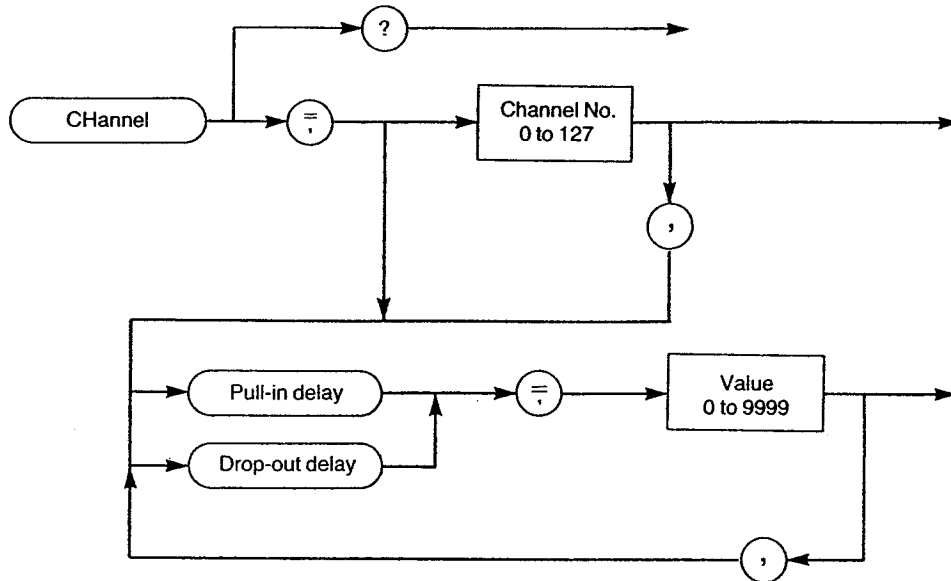 ?
CHannel
=,
Channel No.
0 to 127
,
Pull-in delay
=,
Value
0 to 9999
Drop-out delay
,